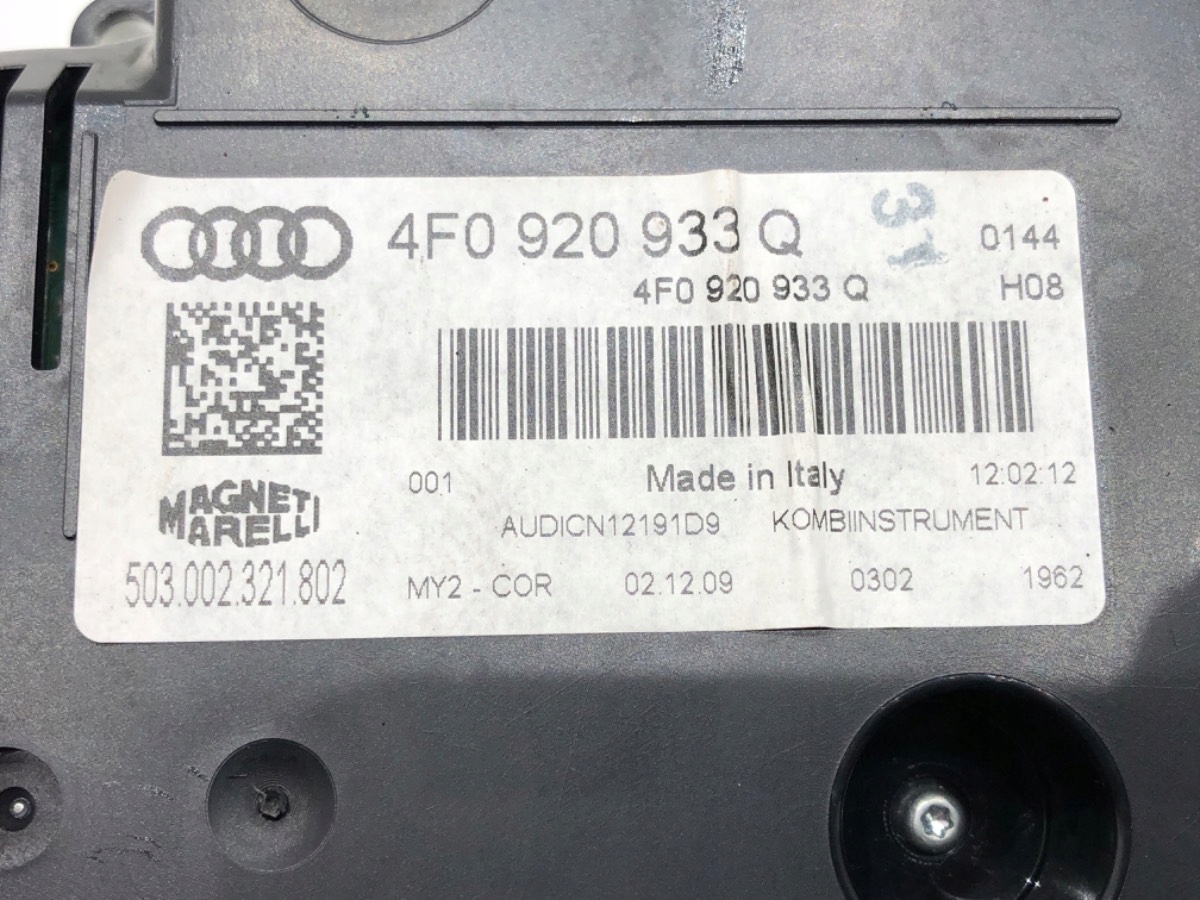 4F0 920 933 Q
31
0144
4F0 920 933 Q
H08
001
Made in Italy
12:02:12
MAGNETI
MARELLI
AUDICN12191D9
KOMBIINSTRUMENT
503.002.321.802
MY2 - COR
02.12.09
0302
1962